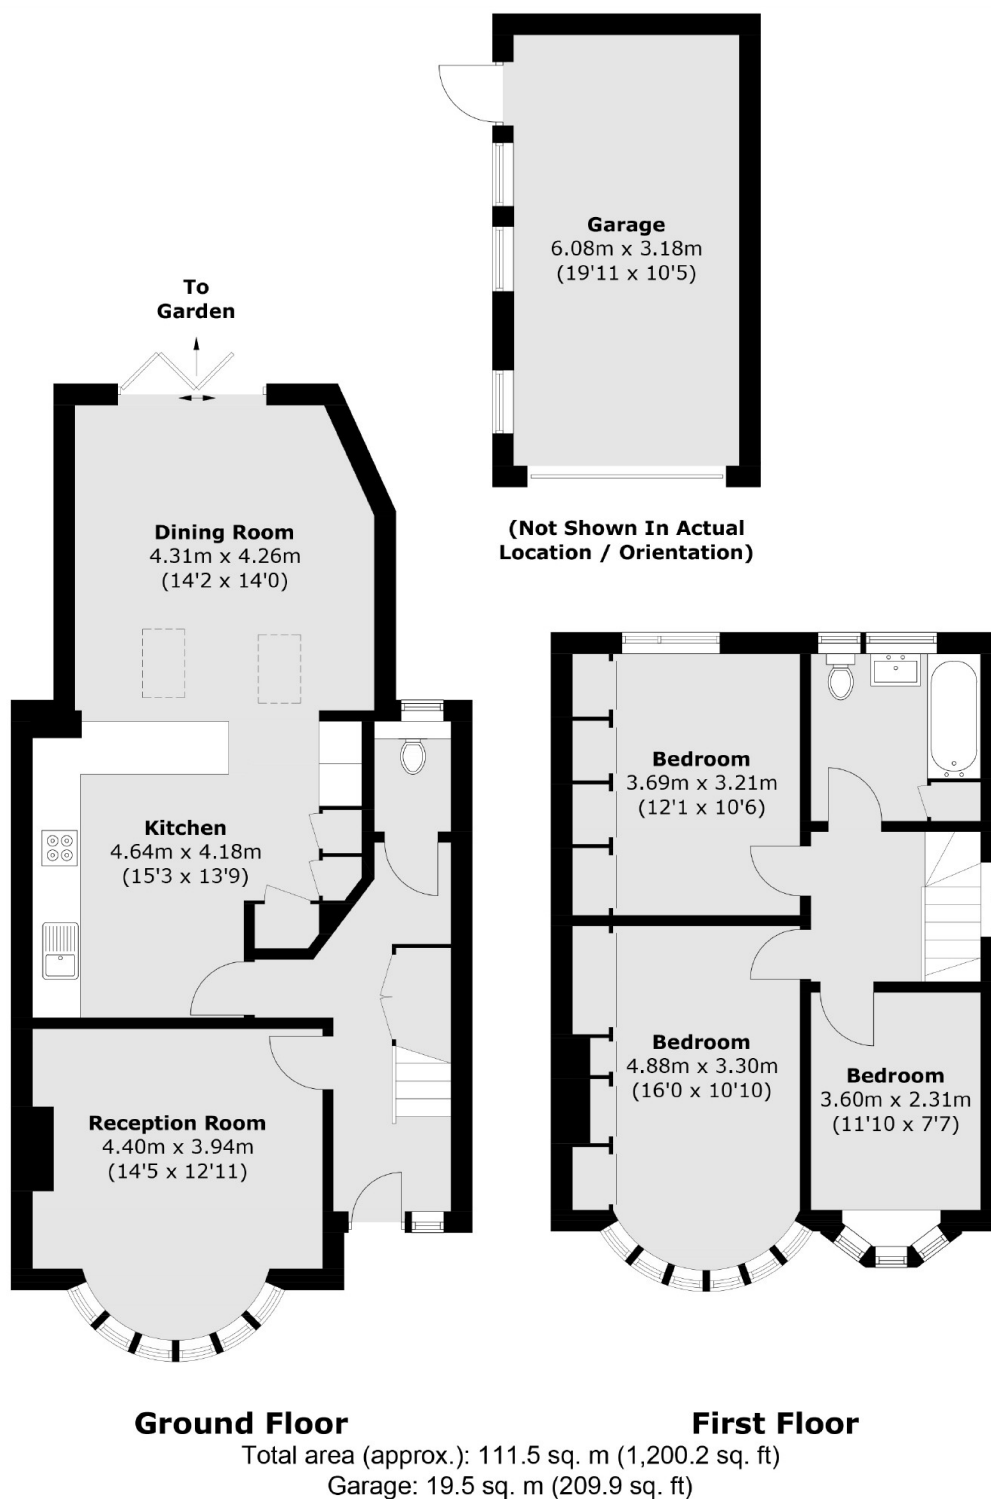 Garage
6.08m x 3.18m
(19'11 x 10'5)
To
Garden
(Not Shown In Actual
Location / Orientation)
Dining Room
4.31m x 4.26m
(14'2 x 14'0)
Kitchen
4.64m x 4.18m
(15'3 x 13'9)
Reception Room
4.40m x 3.94m
(14'5 x 12'11)
Bedroom
3.69m x 3.21m
(12'1 x 10'6)
Bedroom
4.88m x 3.30m
(16'0 x 10'10)
Bedroom
3.60m x 2.31m
(11'10 x 7'7)
Ground Floor
First Floor
Total area (approx.): 111.5 sq. m (1,200.2 sq. ft)
Garage: 19.5 sq. m (209.9 sq. ft)